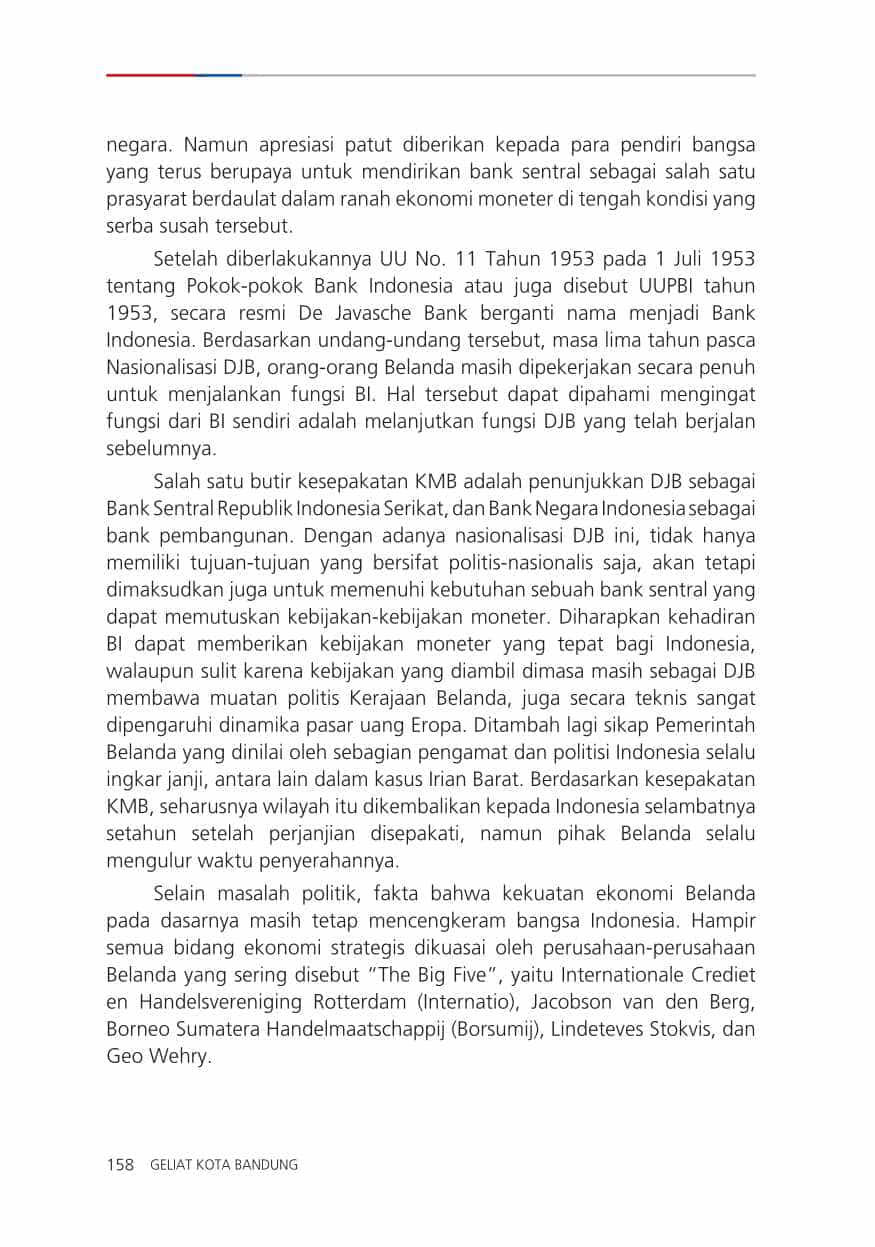 negara. Namun apresiasi patut diberikan kepada para pendiri bangsa
yang terus berupaya untuk mendirikan bank sentral sebagai salah satu
prasyarat berdaulat dalam ranah ekonomi moneter di tengah kondisi yang
serba susah tersebut.
Setelah diberlakukannya UU No. 11 Tahun 1953 pada 1 Juli 1953
tentang Pokok-pokok Bank Indonesia atau juga disebut UUPBI tahun
1953, secara resmi De Javasche Bank berganti nama menjadi Bank
Indonesia. Berdasarkan undang-undang tersebut, masa lima tahun pasca
Nasionalisasi DJB, orang-orang Belanda masih dipekerjakan secara penuh
untuk menjalankan fungsi BI. Hal tersebut dapat dipahami mengingat
fungsi dari BI sendiri adalah melanjutkan fungsi DJB yang telah berjalan
sebelumnya.
Salah satu butir kesepakatan KMB adalah penunjukkan DJB sebagai
Bank Sentral Republik Indonesia Serikat, dan Bank Negara Indonesia sebagai
bank pembangunan. Dengan adanya nasionalisasi DJB ini, tidak hanya
memiliki tujuan-tujuan yang bersifat politis-nasionalis saja, akan tetapi
dimaksudkan juga untuk memenuhi kebutuhan sebuah bank sentral yang
dapat memutuskan kebijakan-kebijakan moneter. Diharapkan kehadiran
BI dapat memberikan kebijakan moneter yang tepat bagi Indonesia,
walaupun sulit karena kebijakan yang diambil dimasa masih sebagai DJB
membawa muatan politis Kerajaan Belanda, juga secara teknis sangat
dipengaruhi dinamika pasar uang Eropa. Ditambah lagi sikap Pemerintah
Belanda yang dinilai oleh sebagian pengamat dan politisi Indonesia selalu
ingkar janji, antara lain dalam kasus Irian Barat. Berdasarkan kesepakatan
KMB, seharusnya wilayah itu dikembalikan kepada Indonesia selambatnya
setahun setelah perjanjian disepakati, namun pihak Belanda selalu
mengulur waktu penyerahannya.
Selain masalah politik, fakta bahwa kekuatan ekonomi Belanda
pada dasarnya masih tetap mencengkeram bangsa Indonesia. Hampir
semua bidang ekonomi strategis dikuasai oleh perusahaan-perusahaan
Belanda yang sering disebut “The Big Five”, yaitu Internationale Crediet
en Handelsvereniging Rotterdam (Internatio), Jacobson van den Berg,
Borneo Sumatera Handelmaatschappij (Borsumij), Lindeteves Stokvis, dan
Geo Wehry.
158 GELIAT KOTA BANDUNG